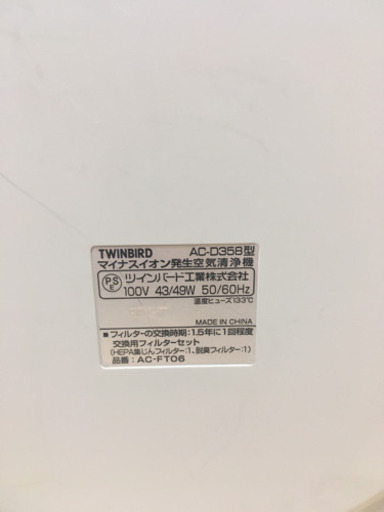 TWINBIRD AC-D358型
マイナスイオン発生空気清浄機
PSE ツインバード工業株式会社
100V 43/49W 50/60Hz
温度ヒューズ133℃
MADE IN CHINA
■フィルターの交換時期：1.5年に1回程度
交換用フィルターセット
(HEPA集じんフィルター：1、脱臭フィルター：1)
品番：AC-FT06